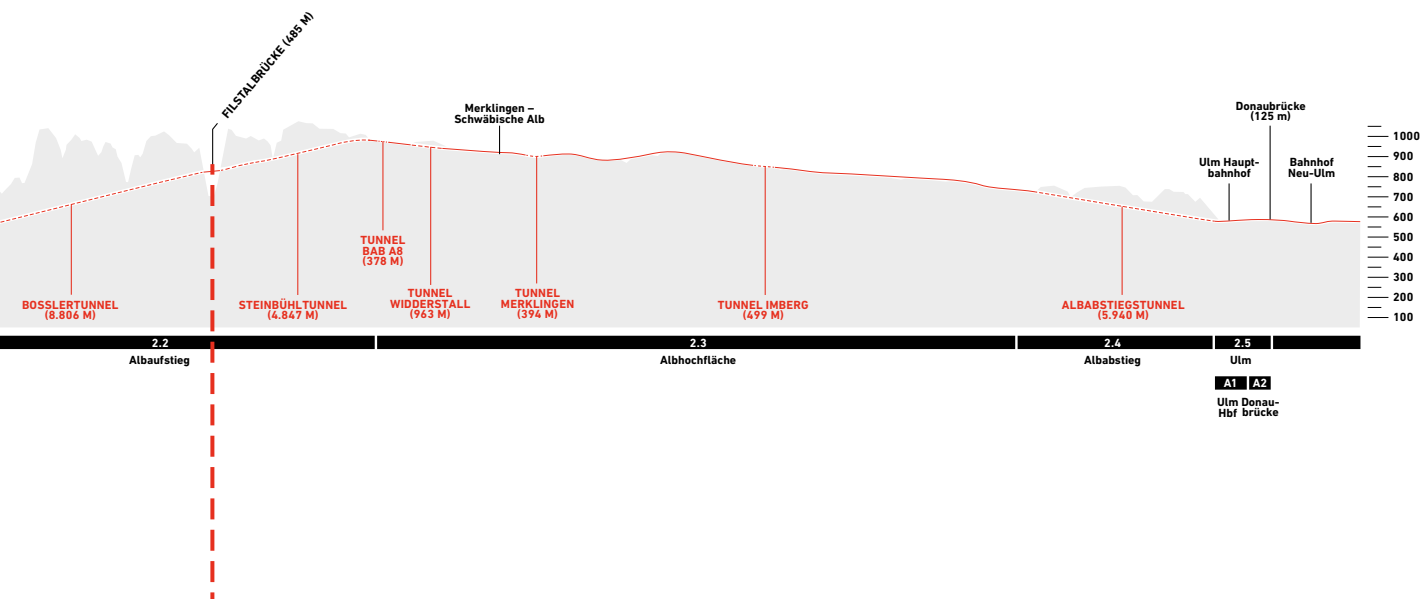 FILSTALBRÜCKE (485 M)
Merklingen –
Schwäbische Alb
Donaubrücke
(125 m)
Ulm Haupt-
bahnhof
Bahnhof
Neu-Ulm
1000
900
800
700
600
500
400
300
200
100
TUNNEL
BAB A8
(378 M)
BOSSLERTUNNEL
(8.806 M)
STEINBÜHLTUNNEL
(4.847 M)
TUNNEL
WIDDERSTALL
(963 M)
TUNNEL
MERKLINGEN
(394 M)
TUNNEL IMBERG
(499 M)
ALBABSTIEGSTUNNEL
(5.940 M)
2.2
2.3
2.4
2.5
Albaufstieg
Albhochfläche
Albabstieg
Ulm
A1
A2
Ulm
Hbf
Donau-
brücke